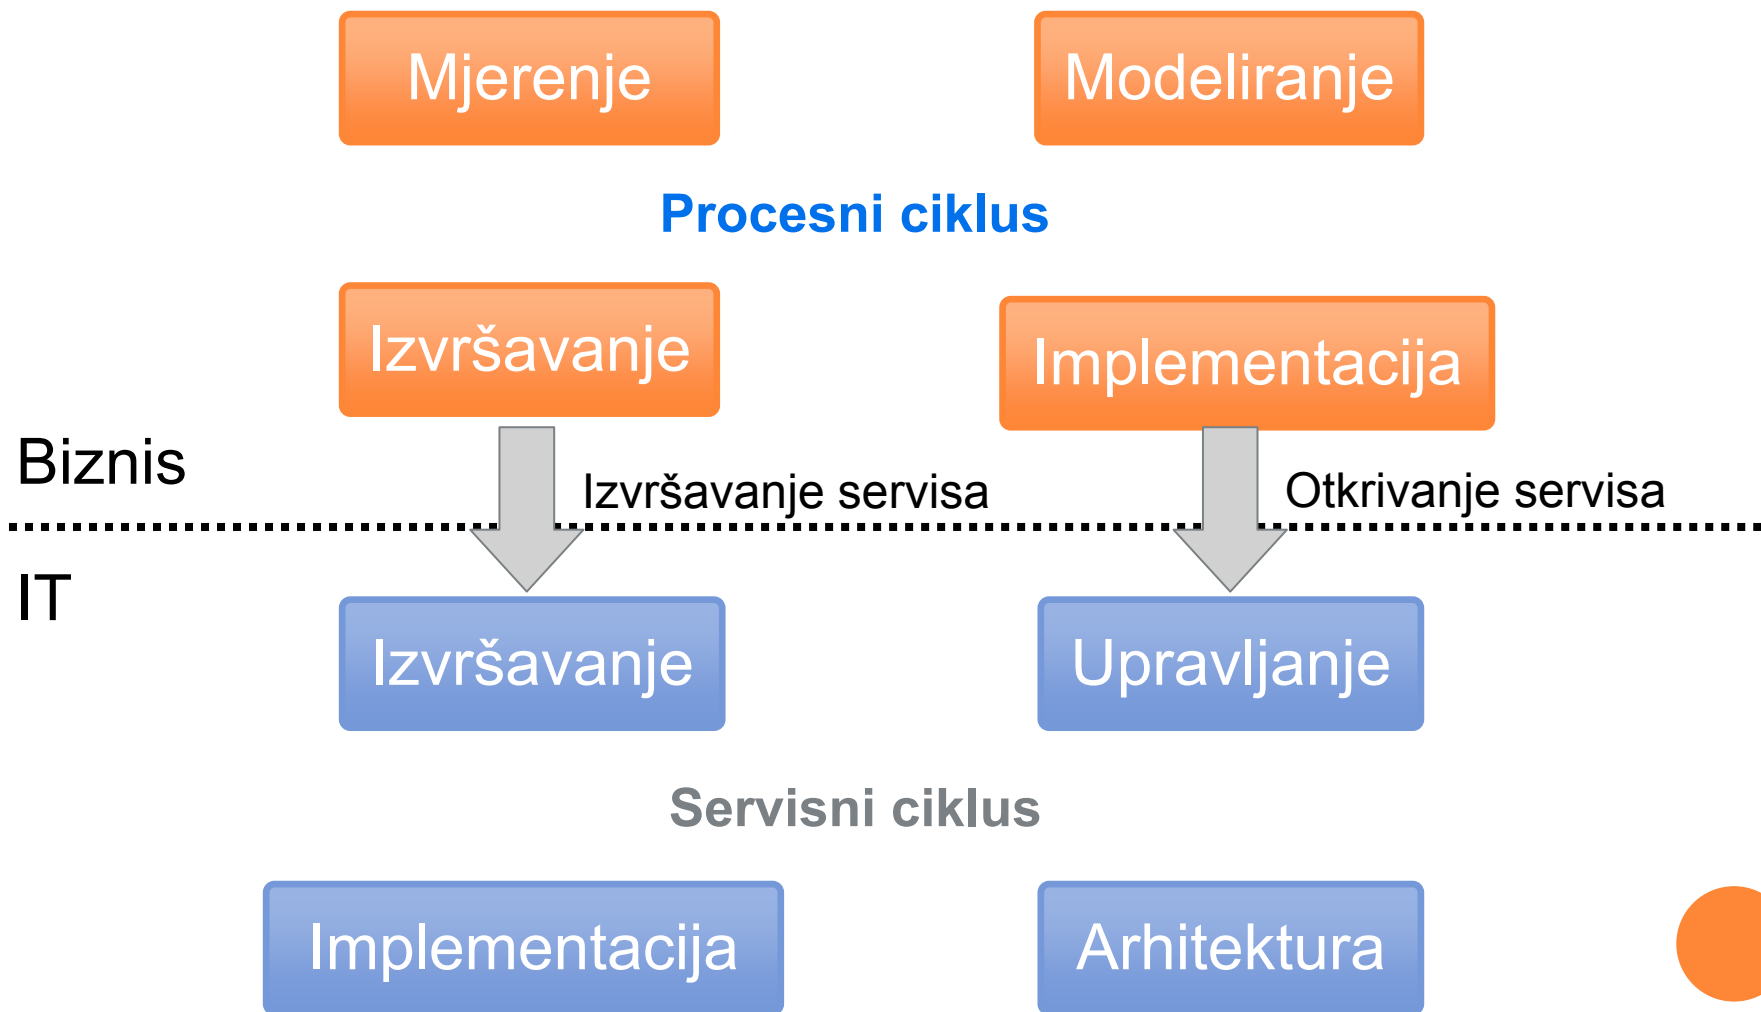 Mjerenje
Modeliranje
Procesni ciklus
Izvršavanje
Implementacija
Biznis
Izvršavanje servisa
Otkrivanje servisa
IT
Izvršavanje
Upravljanje
Servisni ciklus
Implementacija
Arhitektura